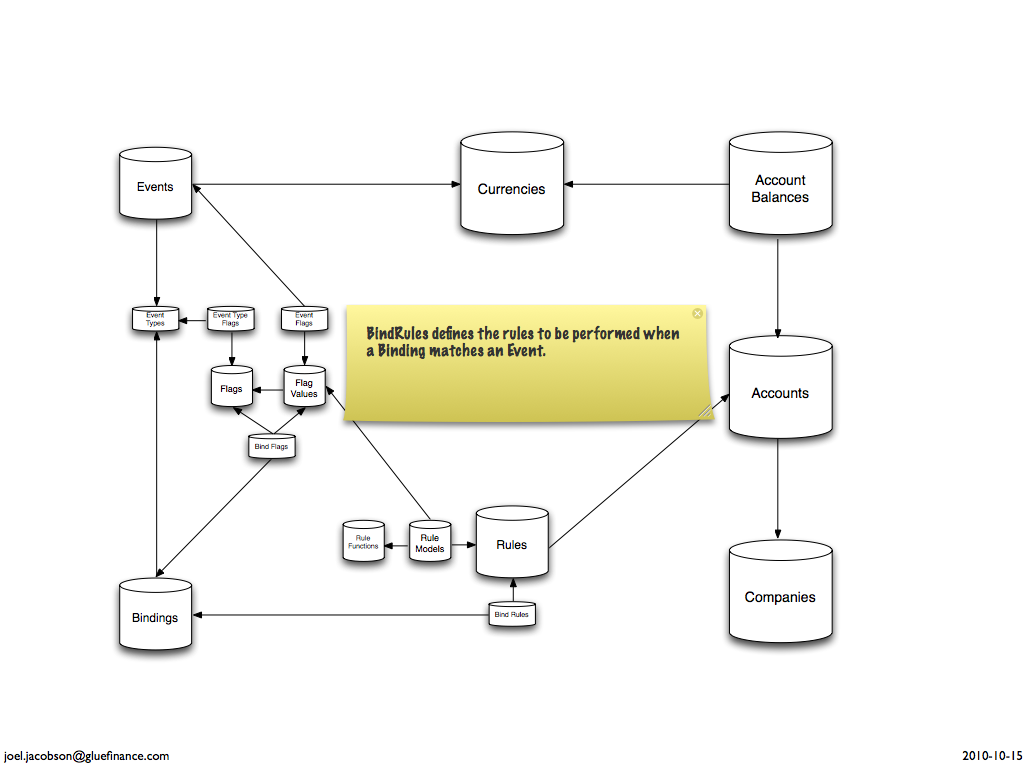 Events
Currencies
Account
Balances
Event
Types
Event Type
Flags
Event
Flags
BindRules defines the rules to be performed when
a Binding matches an Event.
Flags
Flag
Values
Accounts
Bind Flags
Rule
Functions
Rule
Models
Rules
Companies
Bindings
Bind Rules
joel.jacobson@gluefinance.com
2010-10-15